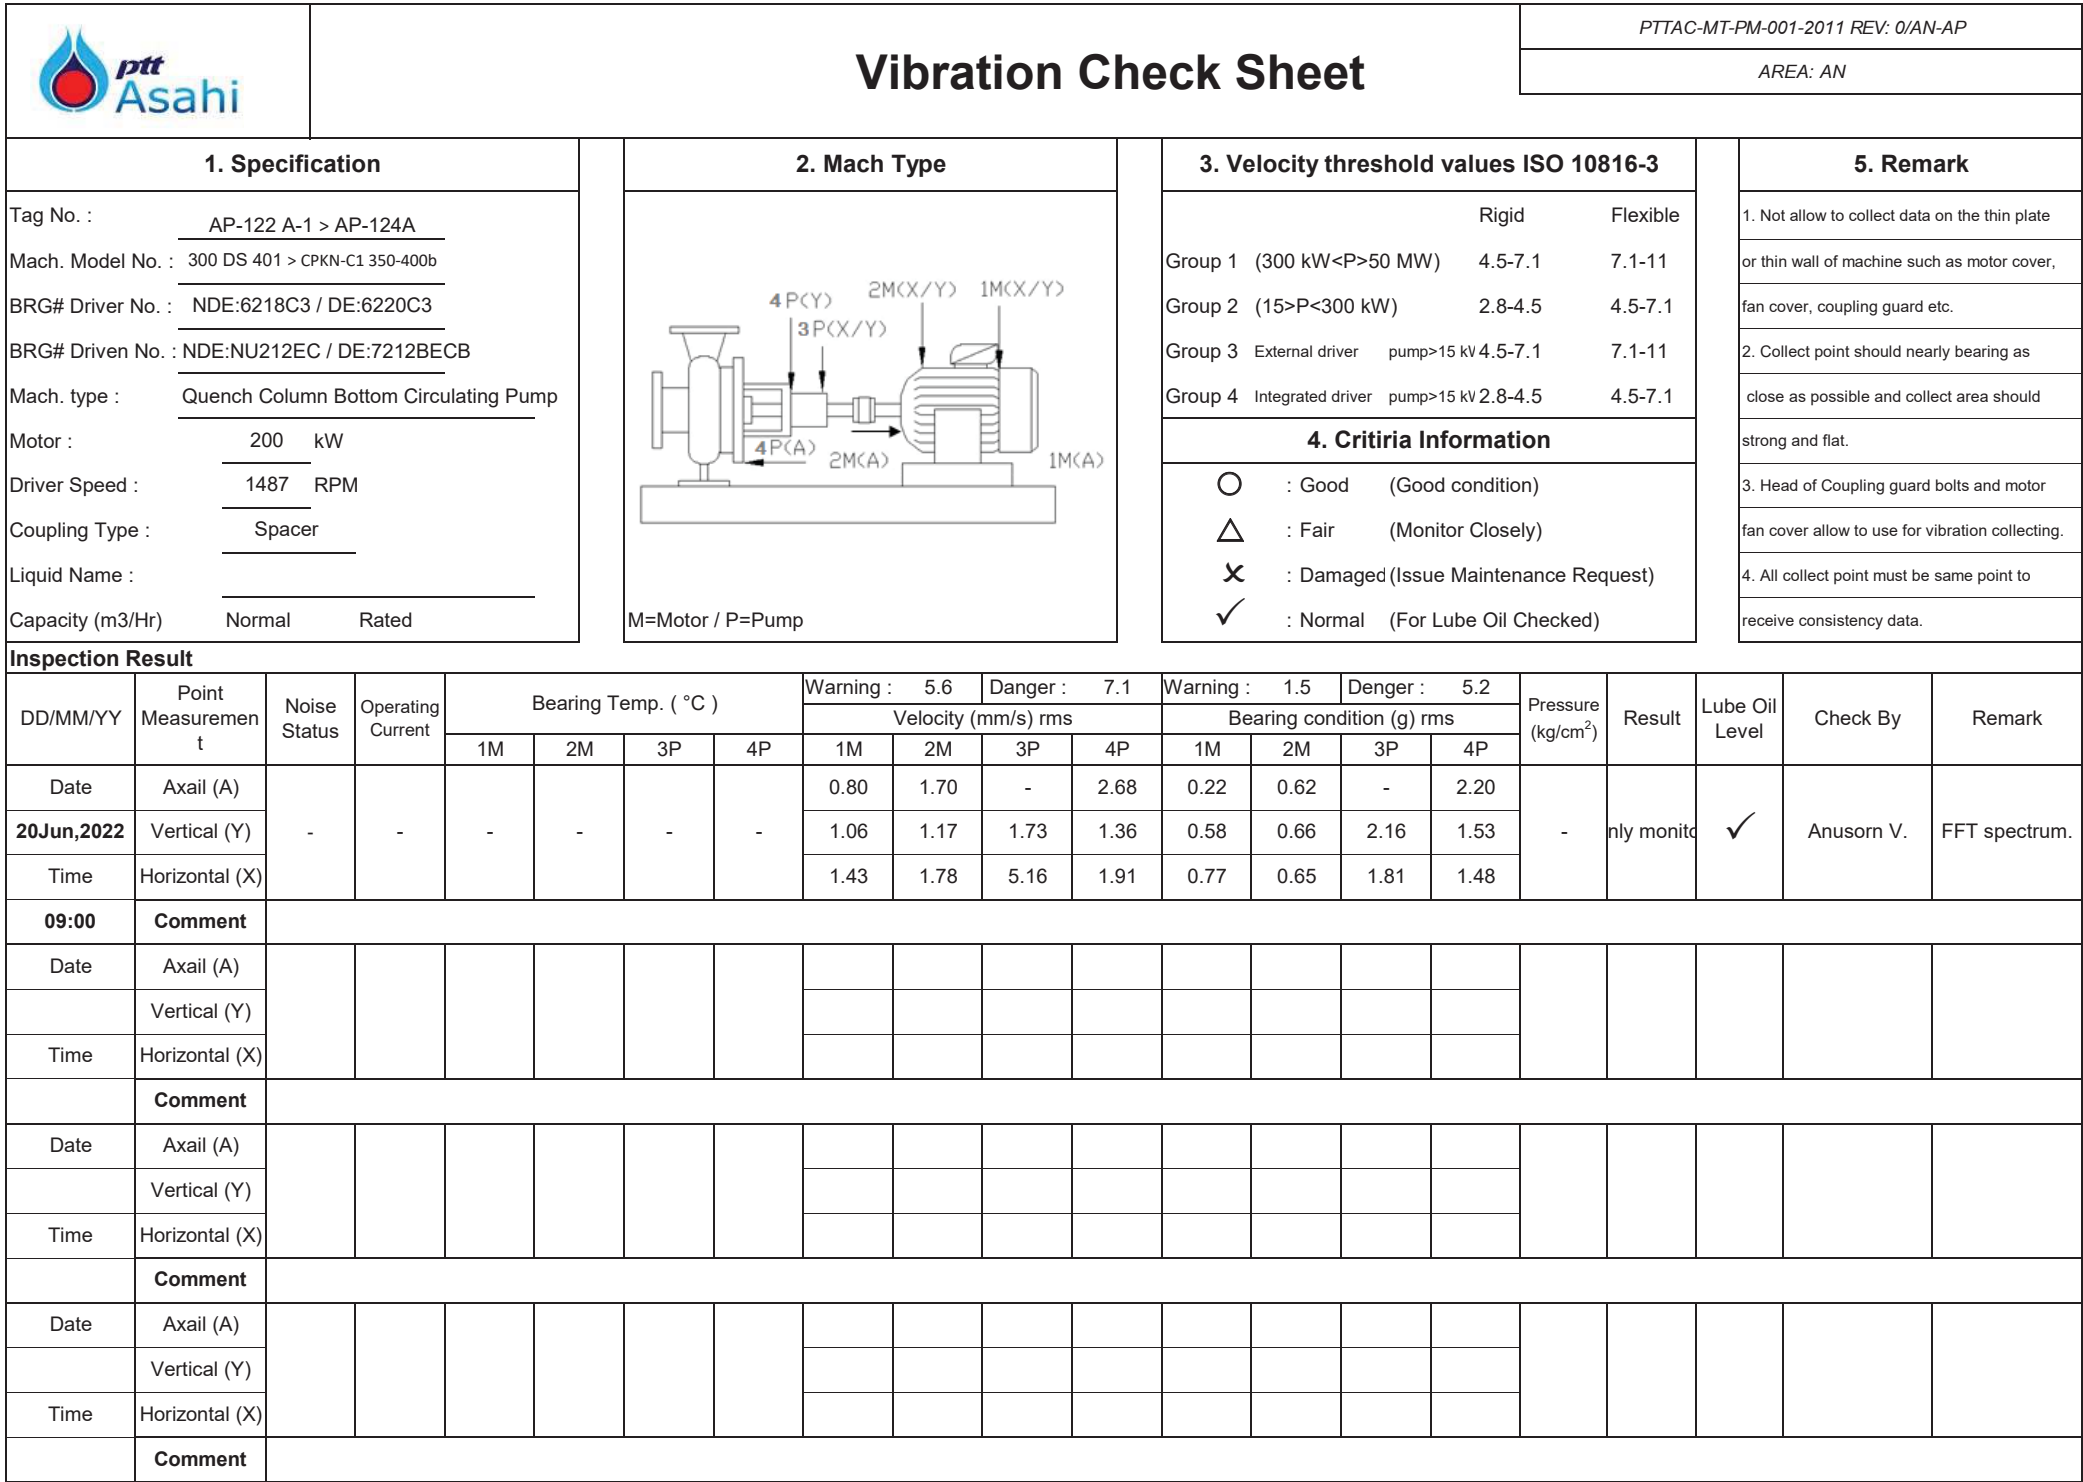 ptt
Asahi
Vibration Check Sheet
PTTAC-MT-PM-001-2011 REV: 0/AN-AP
AREA: AN
1. Specification
Tag No. : AP-122 A-1 > AP-124A
Mach. Model No. : 300 DS 401 > CPKN-C1 350-400b
BRG# Driver No. : NDE:6218C3 / DE:6220C3
BRG# Driven No. : NDE:NU212EC / DE:7212BECB
Mach. type : Quench Column Bottom Circulating Pump
Motor : 200 kW
Driver Speed : 1487 RPM
Coupling Type : Spacer
Liquid Name :
Capacity (m3/Hr) Normal Rated
2. Mach Type
4P(Y) 2M(X/Y) 1M(X/Y)
3P(X/Y)
4P(A) 2M(A) 1M(A)
M=Motor / P=Pump
3. Velocity threshold values ISO 10816-3
Rigid Flexible
Group 1 (300 kW<P>50 MW) 4.5-7.1 7.1-11
Group 2 (15>P<300 kW) 2.8-4.5 4.5-7.1
Group 3 External driver pump>15 kW 4.5-7.1 7.1-11
Group 4 Integrated driver pump>15 kW 2.8-4.5 4.5-7.1
4. Critiria Information
○ : Good (Good condition)
△ : Fair (Monitor Closely)
✗ : Damaged (Issue Maintenance Request)
✓ : Normal (For Lube Oil Checked)
5. Remark
1. Not allow to collect data on the thin plate
or thin wall of machine such as motor cover,
fan cover, coupling guard etc.
2. Collect point should nearly bearing as
close as possible and collect area should
strong and flat.
3. Head of Coupling guard bolts and motor
fan cover allow to use for vibration collecting.
4. All collect point must be same point to
receive consistency data.
Inspection Result
DD/MM/YY Point Measuremen t Noise Status Operating Current Bearing Temp. ( °C ) Warning : 5.6 Danger : 7.1 Warning : 1.5 Denger : 5.2 Pressure (kg/cm²) Result Lube Oil Level Check By Remark
Velocity (mm/s) rms Bearing condition (g) rms
1M 2M 3P 4P 1M 2M 3P 4P 1M 2M 3P 4P
Date Axail (A) 0.80 1.70 - 2.68 0.22 0.62 - 2.20
20Jun,2022 Vertical (Y) - - - - - - 1.06 1.17 1.73 1.36 0.58 0.66 2.16 1.53 - nly monito ✓ Anusorn V. FFT spectrum.
Time Horizontal (X) 1.43 1.78 5.16 1.91 0.77 0.65 1.81 1.48
09:00 Comment
Date Axail (A)
Vertical (Y)
Time Horizontal (X)
Comment
Date Axail (A)
Vertical (Y)
Time Horizontal (X)
Comment
Date Axail (A)
Vertical (Y)
Time Horizontal (X)
Comment